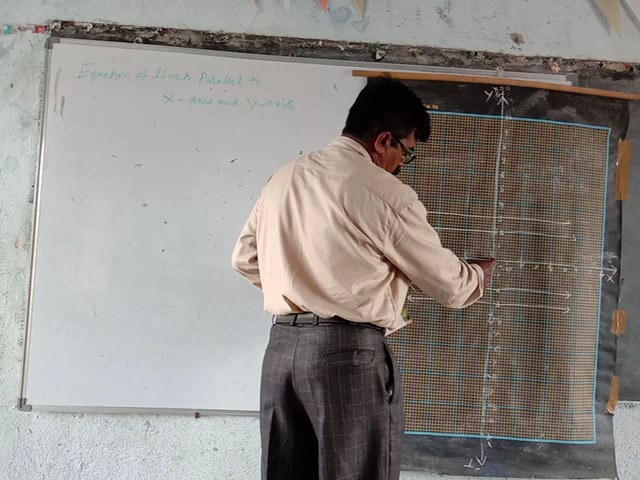 Equation of lines Parallel to
X-axis and Y-axis
Y
X